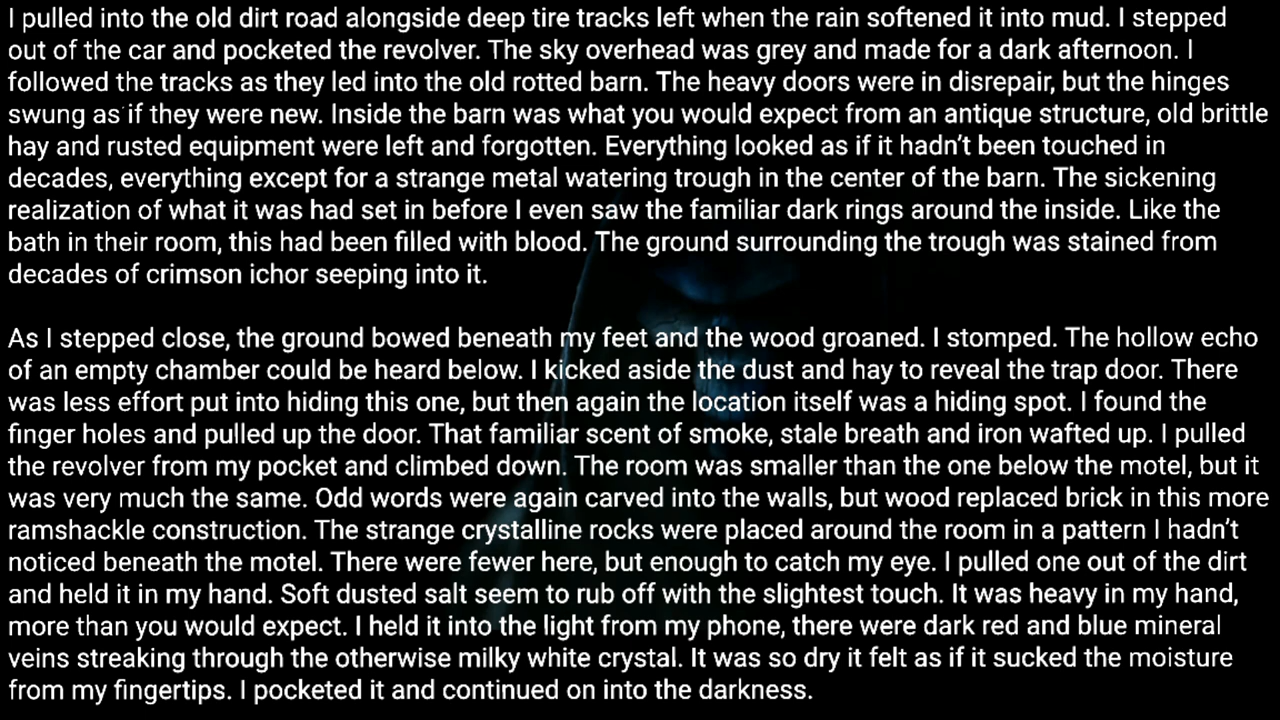 I pulled into the old dirt road alongside deep tire tracks left when the rain softened it into mud. I stepped
out of the car and pocketed the revolver. The sky overhead was grey and made for a dark afternoon. I
followed the tracks as they led into the old rotted barn. The heavy doors were in disrepair, but the hinges
swung as if they were new. Inside the barn was what you would expect from an antique structure, old brittle
hay and rusted equipment were left and forgotten. Everything looked as if it hadn’t been touched in
decades, everything except for a strange metal watering trough in the center of the barn. The sickening
realization of what it was had set in before I even saw the familiar dark rings around the inside. Like the
bath in their room, this had been filled with blood. The ground surrounding the trough was stained from
decades of crimson ichor seeping into it.

As I stepped close, the ground bowed beneath my feet and the wood groaned. I stomped. The hollow echo
of an empty chamber could be heard below. I kicked aside the dust and hay to reveal the trap door. There
was less effort put into hiding this one, but then again the location itself was a hiding spot. I found the
finger holes and pulled up the door. That familiar scent of smoke, stale breath and iron wafted up. I pulled
the revolver from my pocket and climbed down. The room was smaller than the one below the motel, but it
was very much the same. Odd words were again carved into the walls, but wood replaced brick in this more
ramshackle construction. The strange crystalline rocks were placed around the room in a pattern I hadn’t
noticed beneath the motel. There were fewer here, but enough to catch my eye. I pulled one out of the dirt
and held it in my hand. Soft dusted salt seem to rub off with the slightest touch. It was heavy in my hand,
more than you would expect. I held it into the light from my phone, there were dark red and blue mineral
veins streaking through the otherwise milky white crystal. It was so dry it felt as if it sucked the moisture
from my fingertips. I pocketed it and continued on into the darkness.